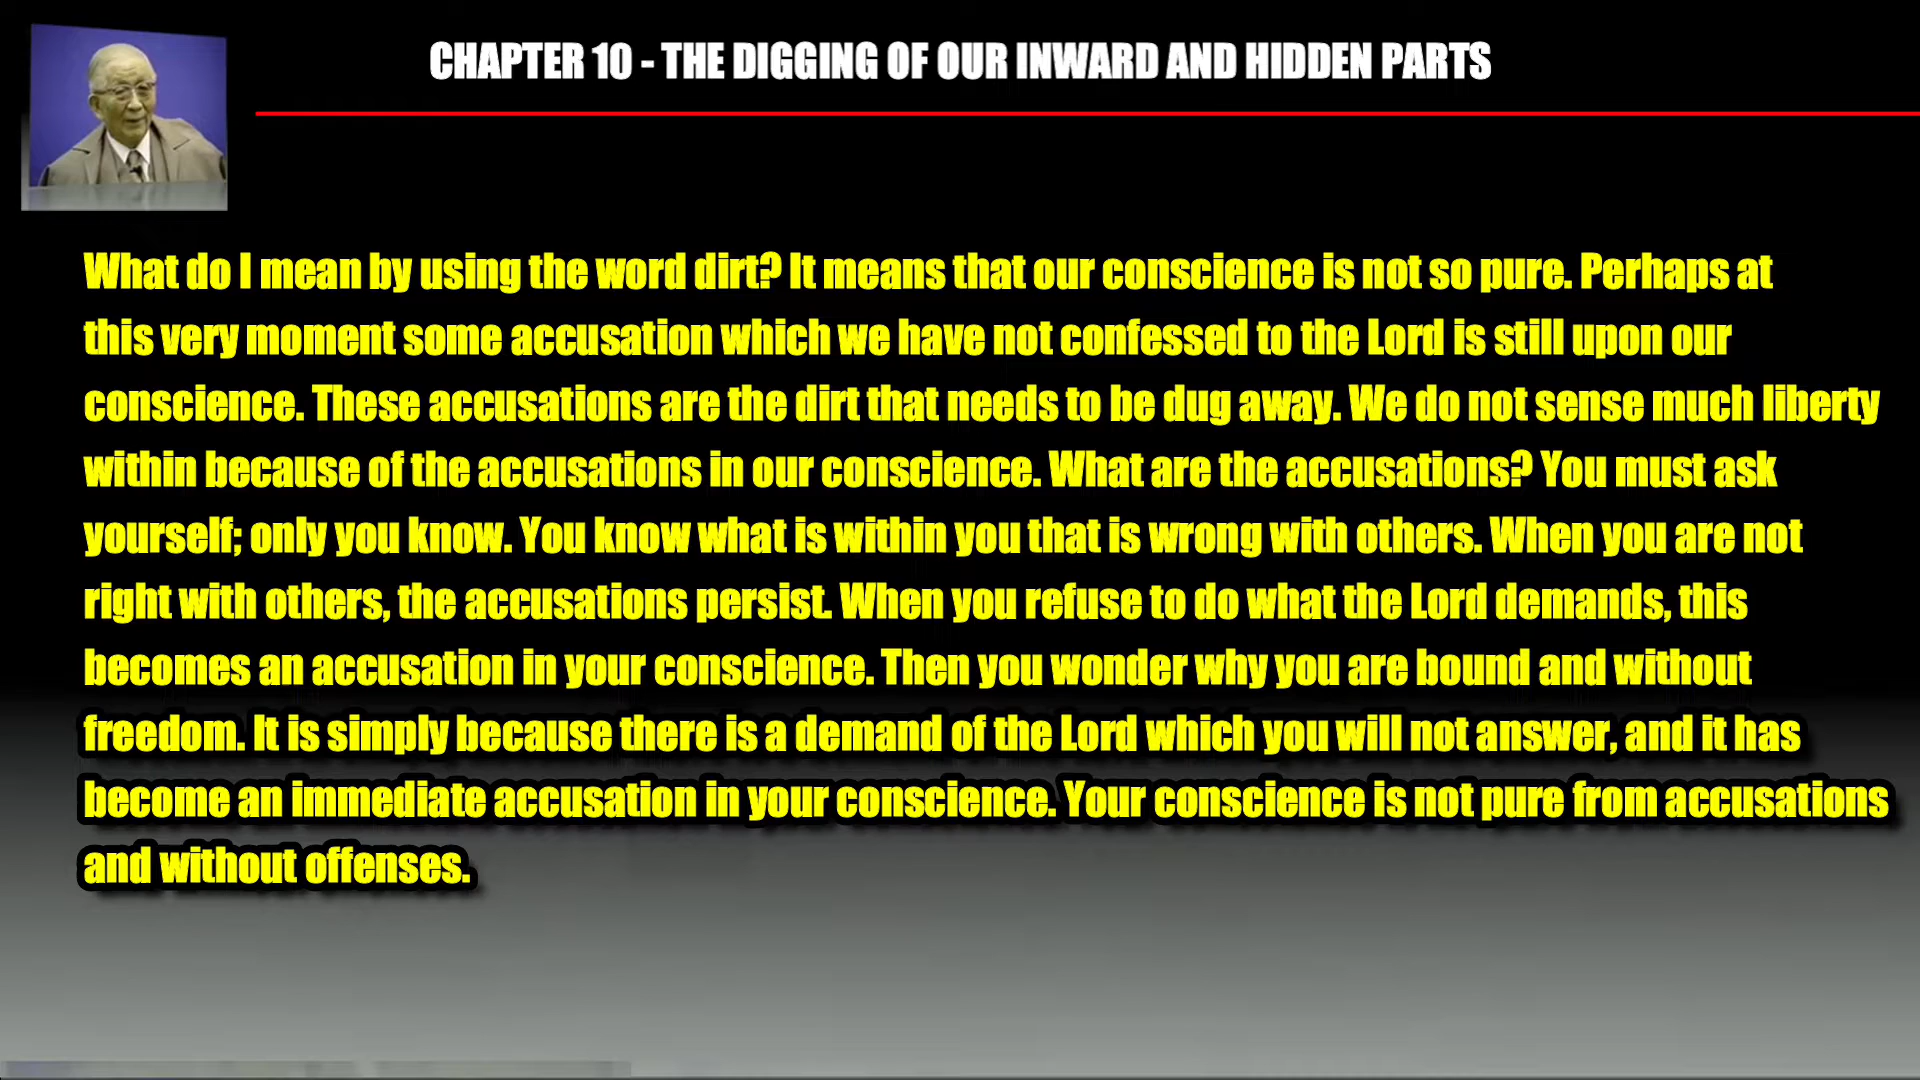 CHAPTER 10 - THE DIGGING OF OUR INWARD AND HIDDEN PARTS
What do I mean by using the word dirt? It means that our conscience is not so pure. Perhaps at
this very moment some accusation which we have not confessed to the Lord is still upon our
conscience. These accusations are the dirt that needs to be dug away. We do not sense much liberty
within because of the accusations in our conscience. What are the accusations? You must ask
yourself; only you know. You know what is within you that is wrong with others. When you are not
right with others, the accusations persist. When you refuse to do what the Lord demands, this
becomes an accusation in your conscience. Then you wonder why you are bound and without
freedom. It is simply because there is a demand of the Lord which you will not answer, and it has
become an immediate accusation in your conscience. Your conscience is not pure from accusations
and without offenses.